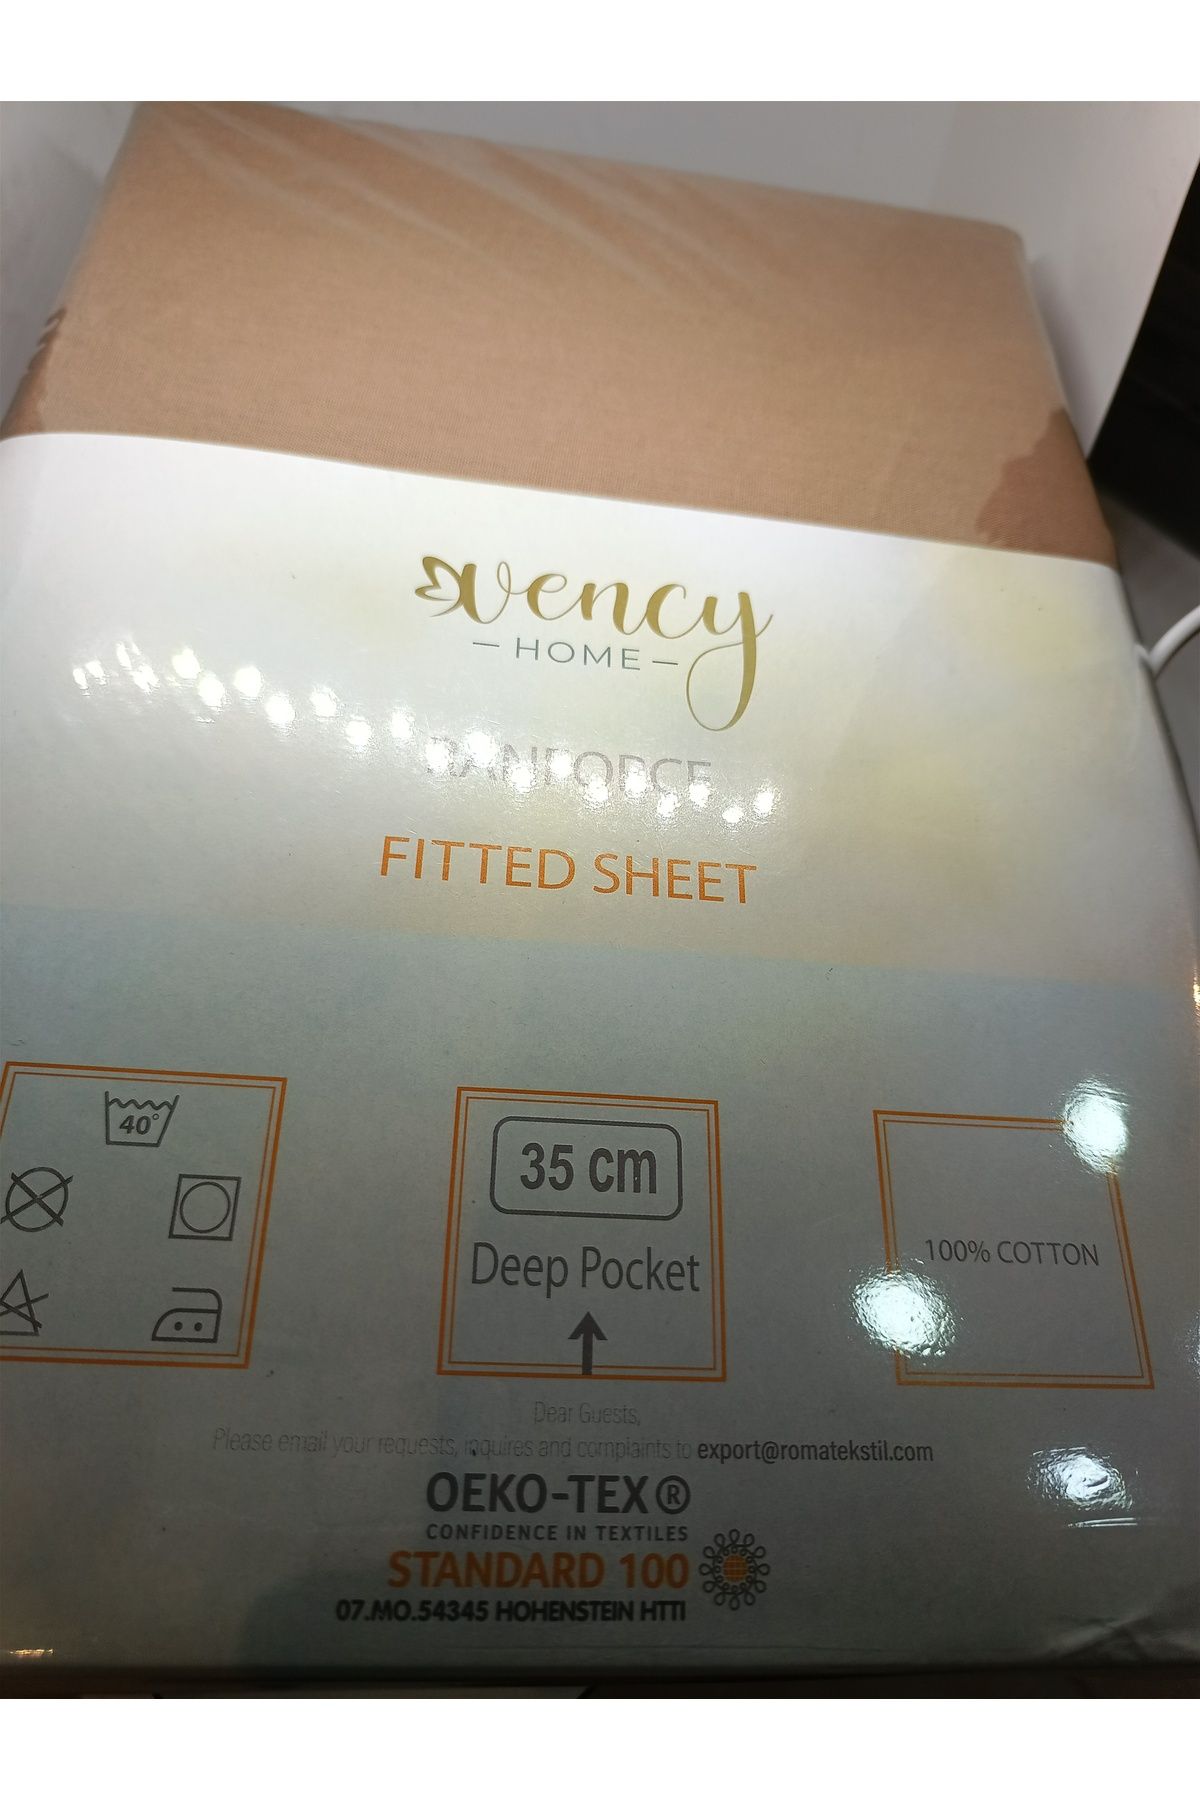 vency
HOME
RANFORCE
FITTED SHEET
40°
35 cm
Deep Pocket
100% COTTON
Dear Guests,
Please email your requests, inquires and complaints to export@romatekstil.com
OEKO-TEX®
CONFIDENCE IN TEXTILES
STANDARD 100
07.MO.54345 HOHENSTEIN HTTI